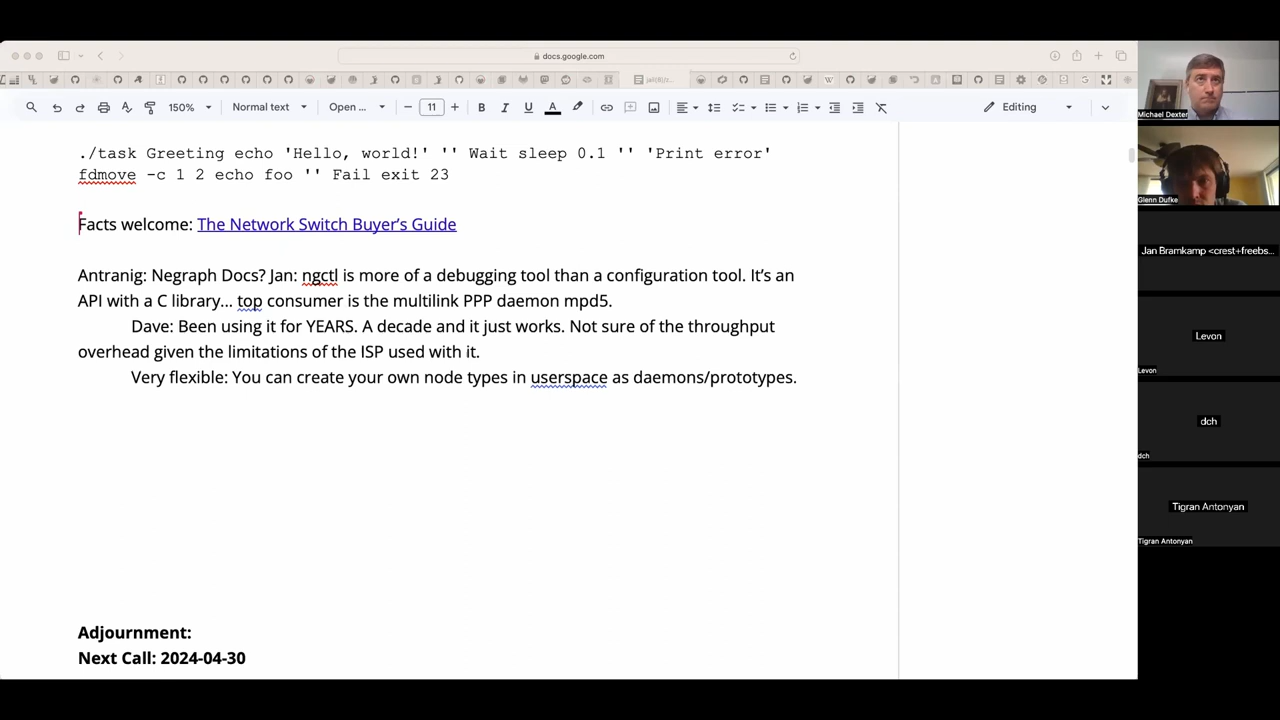 docs.google.com
150%
Normal text
Open ...
11
Editing
./task Greeting echo 'Hello, world!' '' Wait sleep 0.1 '' 'Print error'
fdmove -c 1 2 echo foo '' Fail exit 23
Facts welcome: The Network Switch Buyer's Guide
Antranig: Negraph Docs? Jan: ngctl is more of a debugging tool than a configuration tool. It's an
API with a C library... top consumer is the multilink PPP daemon mpd5.
Dave: Been using it for YEARS. A decade and it just works. Not sure of the throughput
overhead given the limitations of the ISP used with it.
Very flexible: You can create your own node types in userspace as daemons/prototypes.
Adjournment:
Next Call: 2024-04-30
Michael Dexter
Glenn Dufke
Jan Bramkamp <crest+freebs...
Levon
Levon
dch
dch
Tigran Antonyan
Tigran Antonyan